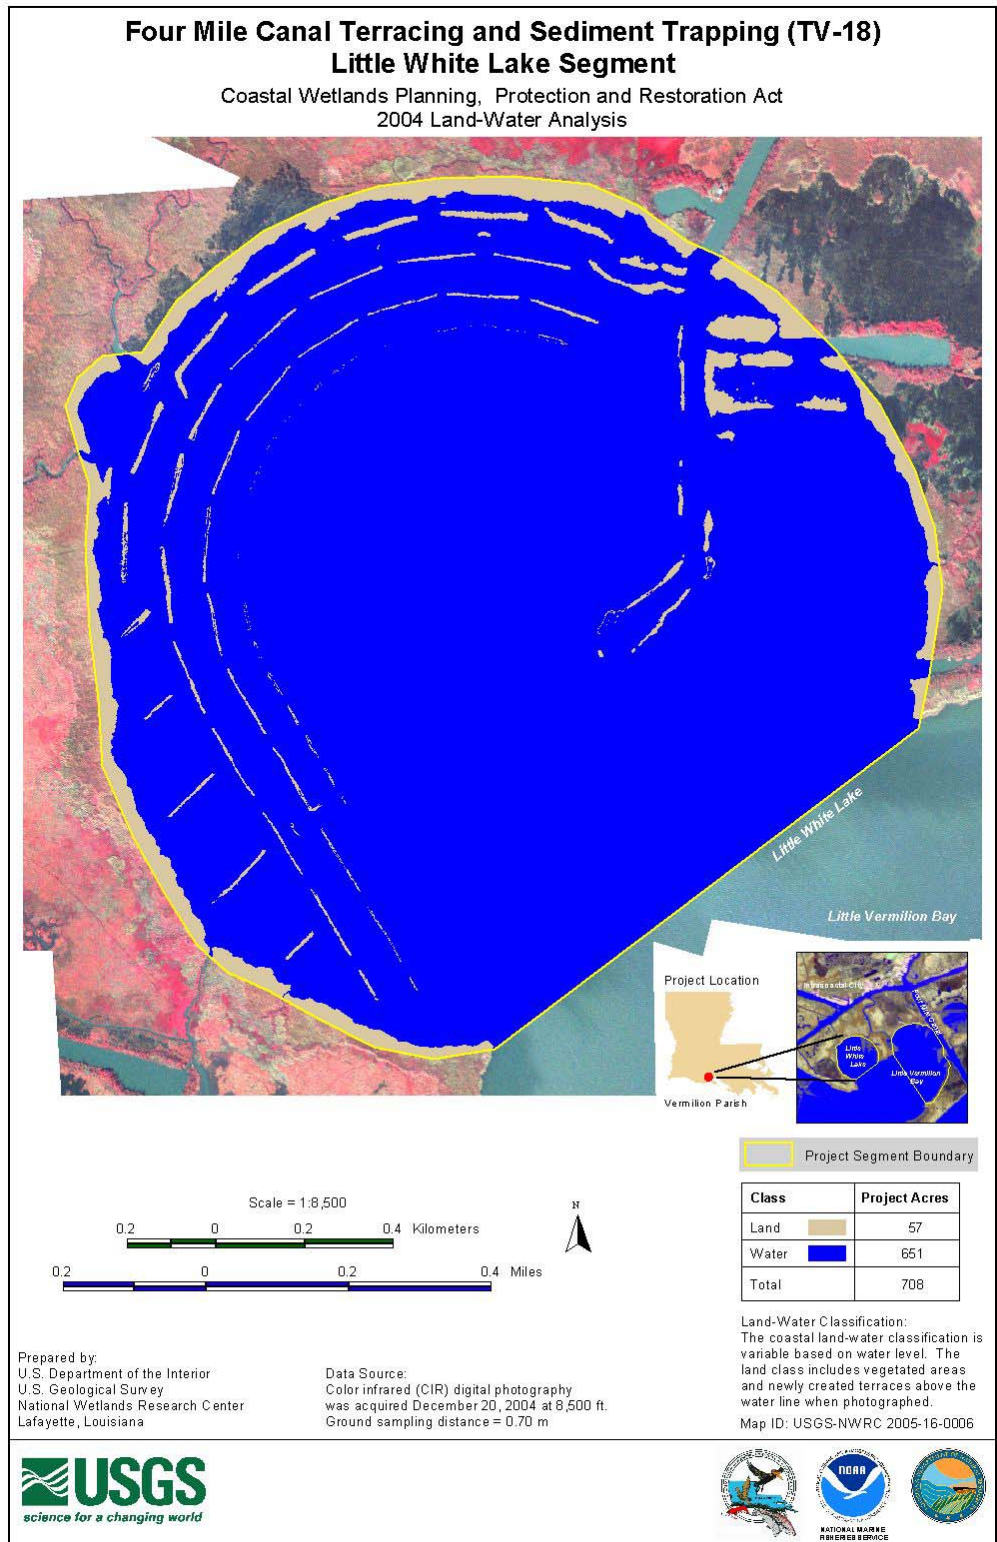 Four Mile Canal Terracing and Sediment Trapping (TV-18)
Little White Lake Segment
Coastal Wetlands Planning, Protection and Restoration Act
2004 Land-Water Analysis
Little White Lake
Little Vermilion Bay
Project Location
Vermilion Parish
Intracoastal City
Four Mile Canal
Little
White
Lake
Little Vermilion
Bay
Project Segment Boundary
Class Project Acres
Land 57
Water 651
Total 708
Scale = 1:8,500
0.2 0 0.2 0.4 Kilometers
0.2 0 0.2 0.4 Miles
N
Land-Water Classification:
The coastal land-water classification is
variable based on water level. The
land class includes vegetated areas
and newly created terraces above the
water line when photographed.
Map ID: USGS-NWRC 2005-16-0006
Prepared by:
U.S. Department of the Interior
U.S. Geological Survey
National Wetlands Research Center
Lafayette, Louisiana
Data Source:
Color infrared (CIR) digital photography
was acquired December 20, 2004 at 8,500 ft.
Ground sampling distance = 0.70 m
USGS
science for a changing world
NOAA
NATIONAL MARINE
FISHERIES SERVICE